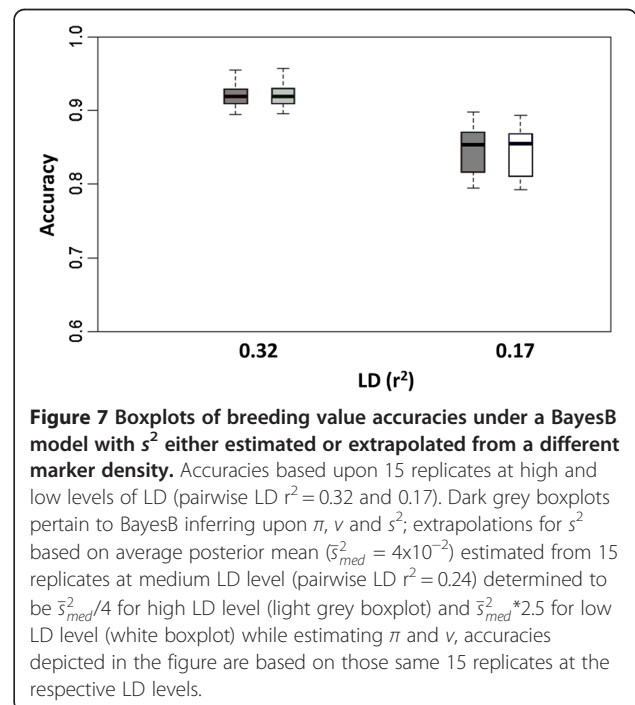 1.0
0.9
0.8
0.7
0.6
Accuracy
0.32 0.17
LD (r²)
Figure 7 Boxplots of breeding value accuracies under a BayesB
model with s² either estimated or extrapolated from a different
marker density. Accuracies based upon 15 replicates at high and
low levels of LD (pairwise LD r² = 0.32 and 0.17). Dark grey boxplots
pertain to BayesB inferring upon π, v and s²; extrapolations for s²
based on average posterior mean (s̅²med = 4x10⁻²) estimated from 15
replicates at medium LD level (pairwise LD r² = 0.24) determined to
be s̅²med/4 for high LD level (light grey boxplot) and s̅²med*2.5 for low
LD level (white boxplot) while estimating π and v, accuracies
depicted in the figure are based on those same 15 replicates at the
respective LD levels.